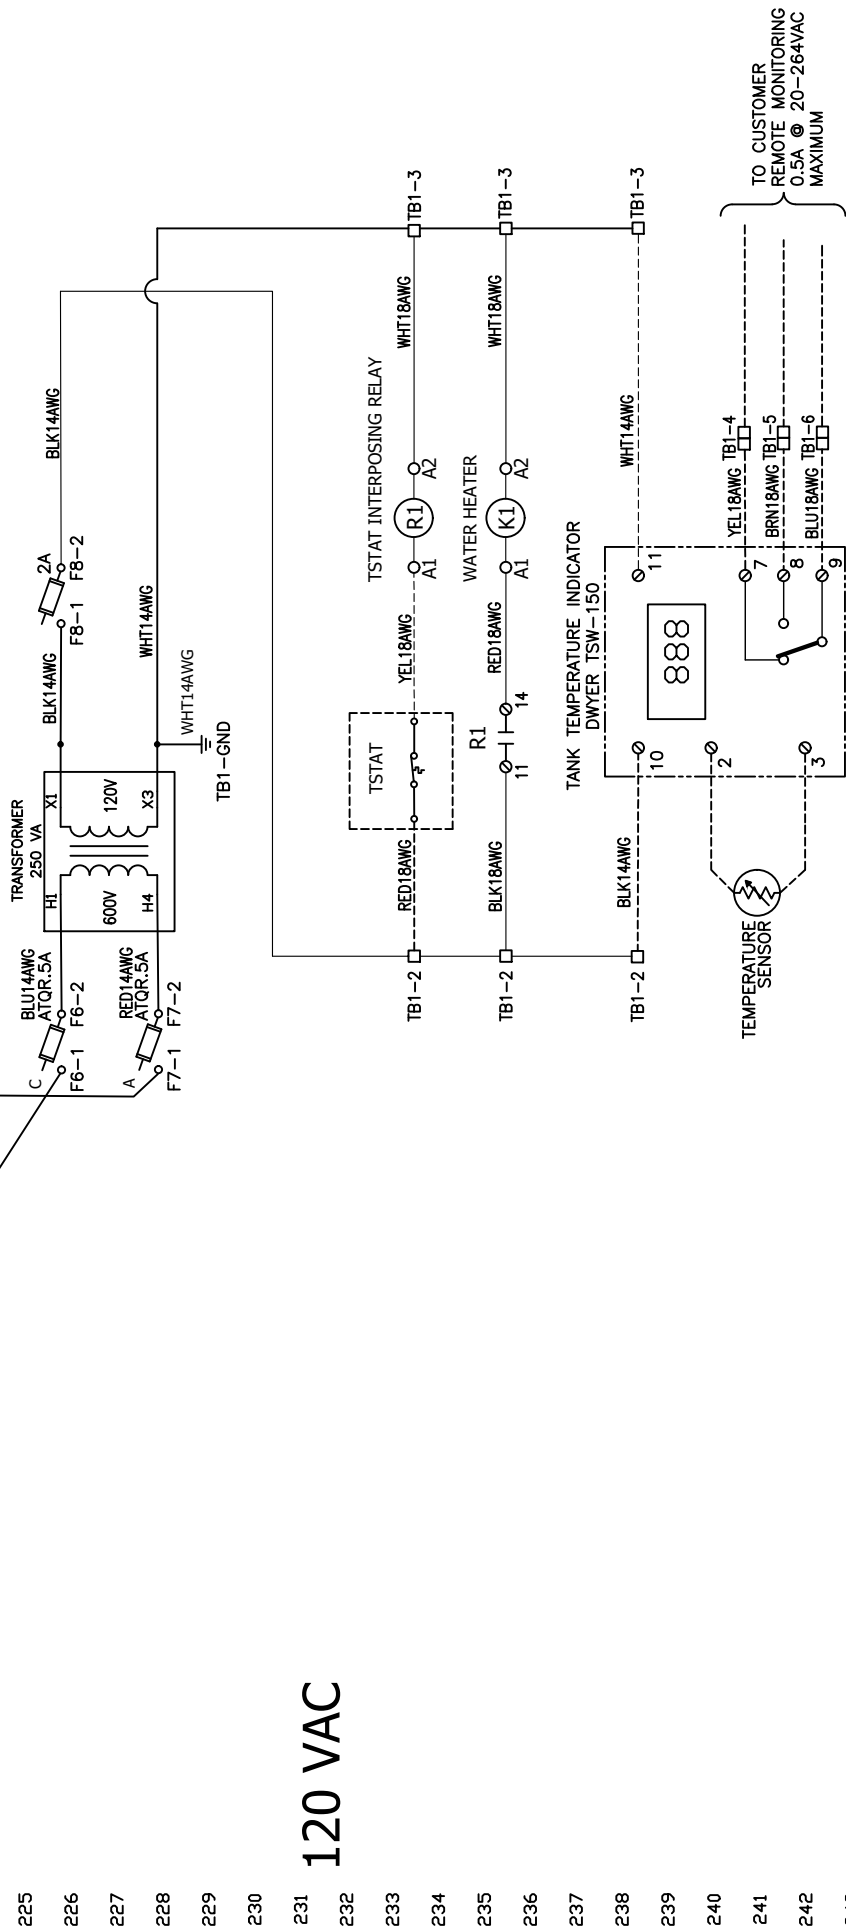 225
226
227
228
229
230
231
232
233
234
235
236
237
238
239
240
241
242
120 VAC
C
F6-1
BLU14AWG
ATQR.5A
F6-2
A
F7-1
RED14AWG
ATQR.5A
F7-2
TRANSFORMER
250 VA
H1
X1
600V
120V
H4
X3
BLK14AWG
2A
F8-1
F8-2
BLK14AWG
WHT14AWG
WHT14AWG
TB1-GND
TSTAT INTERPOSING RELAY
TB1-2
RED18AWG
TSTAT
YEL18AWG
A1
R1
A2
WHT18AWG
TB1-3
WATER HEATER
TB1-2
BLK18AWG
11
R1
14
RED18AWG
A1
K1
A2
WHT18AWG
TB1-3
TANK TEMPERATURE INDICATOR
DWYER TSW-150
TB1-2
BLK14AWG
10
11
WHT14AWG
TB1-3
888
2
3
TEMPERATURE
SENSOR
7
YEL18AWG
TB1-4
8
BRN18AWG
TB1-5
9
BLU18AWG
TB1-6
TO CUSTOMER
REMOTE MONITORING
0.5A @ 20-264VAC
MAXIMUM